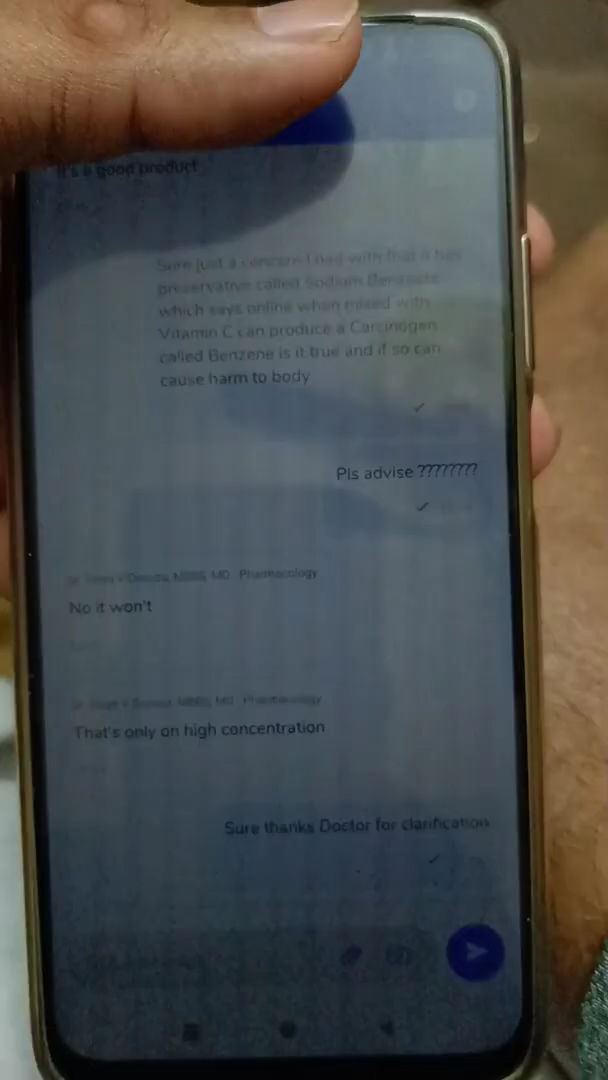 It's a good product
Sure just a concern I had with that it has
preservative called Sodium Benzoate
which says online when mixed with
Vitamin C can produce a Carcinogen
called Benzene is it true and if so can
cause harm to body
Pls advise ????????
MBBS, MD Pharmacology
No it won't
MBBS, MD Pharmacology
That's only on high concentration
Sure thanks Doctor for clarification